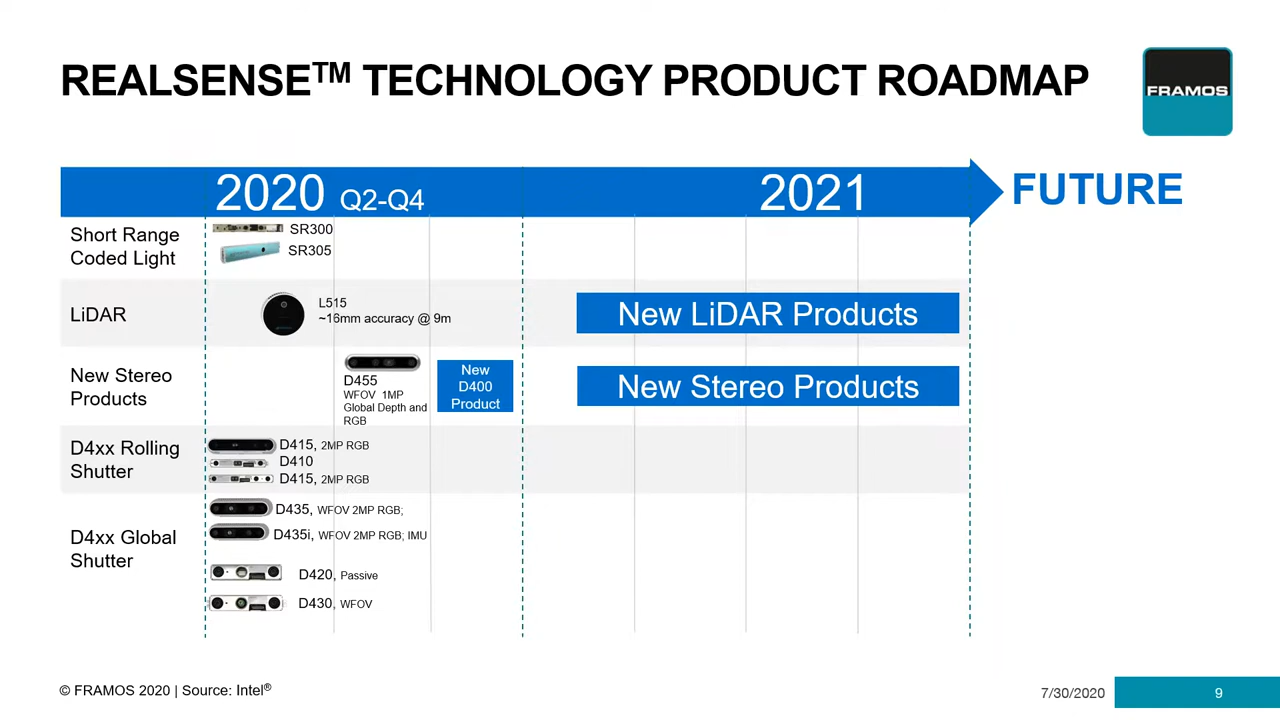 REALSENSE™ TECHNOLOGY PRODUCT ROADMAP
FRAMOS
2020 Q2-Q4
2021
FUTURE
Short Range
Coded Light
SR300
SR305
LiDAR
L515
~16mm accuracy @ 9m
New LiDAR Products
New Stereo
Products
D455
WFOV 1MP
Global Depth and
RGB
New
D400
Product
New Stereo Products
D4xx Rolling
Shutter
D415, 2MP RGB
D410
D415, 2MP RGB
D4xx Global
Shutter
D435, WFOV 2MP RGB;
D435i, WFOV 2MP RGB; IMU
D420, Passive
D430, WFOV
© FRAMOS 2020 | Source: Intel®
7/30/2020
9